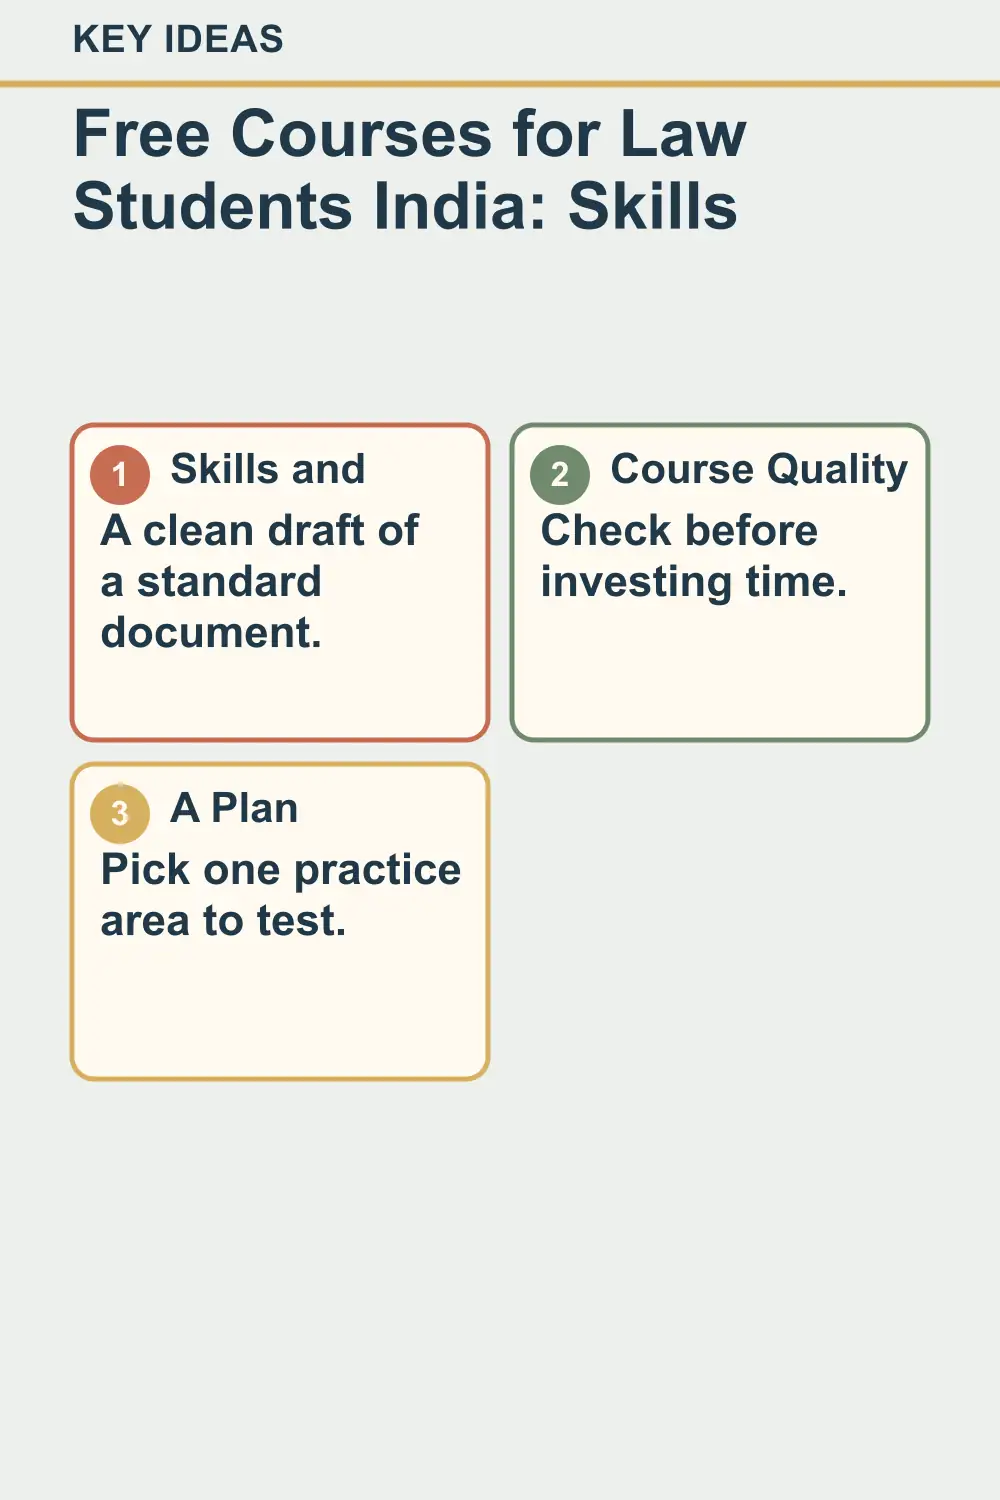 KEY IDEAS
Free Courses for Law
Students India: Skills
1 Skills and
A clean draft of
a standard
document.
2 Course Quality
Check before
investing time.
3 A Plan
Pick one practice
area to test.